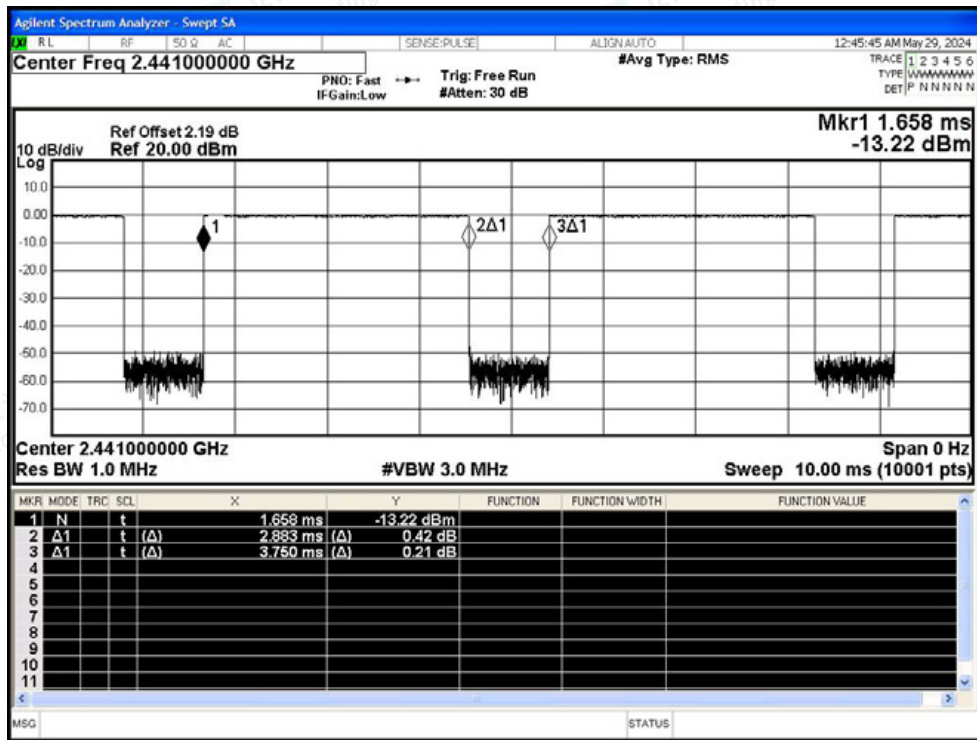 Agilent Spectrum Analyzer - Swept SA
LXI RL RF 50 Ω AC SENSE:PULSE ALIGNAUTO 12:45:45 AM May 29, 2024
Center Freq 2.441000000 GHz #Avg Type: RMS TRACE 1 2 3 4 5 6
PNO: Fast Trig: Free Run TYPE WWWWWW
IFGain:Low #Atten: 30 dB DET P N N N N N
Mkr1 1.658 ms
Ref Offset 2.19 dB
10 dB/div Ref 20.00 dBm -13.22 dBm
Log
10.0
0.00
1 2Δ1 3Δ1
-10.0
-20.0
-30.0
-40.0
-50.0
-60.0
-70.0
Center 2.441000000 GHz Span 0 Hz
Res BW 1.0 MHz #VBW 3.0 MHz Sweep 10.00 ms (10001 pts)
MKR MODE TRC SCL X Y FUNCTION FUNCTION WIDTH FUNCTION VALUE
1 N t 1.658 ms -13.22 dBm
2 Δ1 t (Δ) 2.883 ms (Δ) 0.42 dB
3 Δ1 t (Δ) 3.750 ms (Δ) 0.21 dB
4
5
6
7
8
9
10
11
MSG STATUS